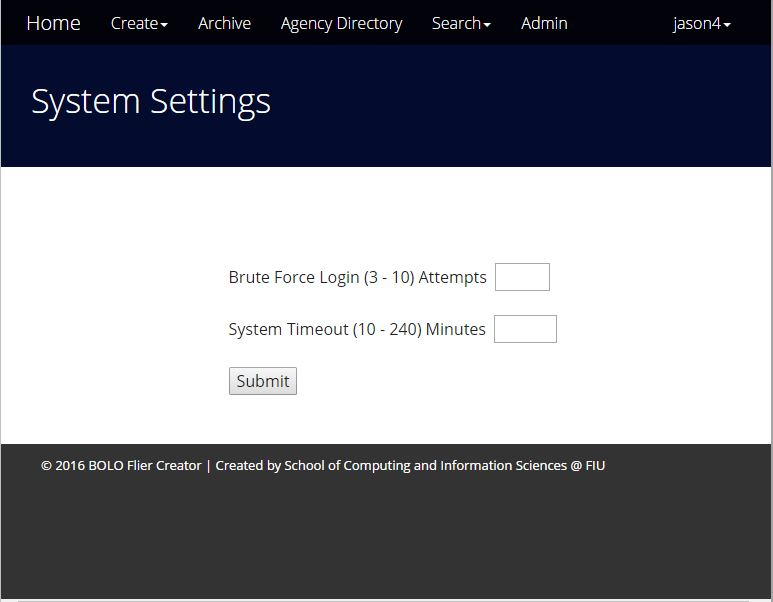 Home Create Archive Agency Directory Search Admin jason4
System Settings
Brute Force Login (3 - 10) Attempts
System Timeout (10 - 240) Minutes
Submit
© 2016 BOLO Flier Creator | Created by School of Computing and Information Sciences @ FIU